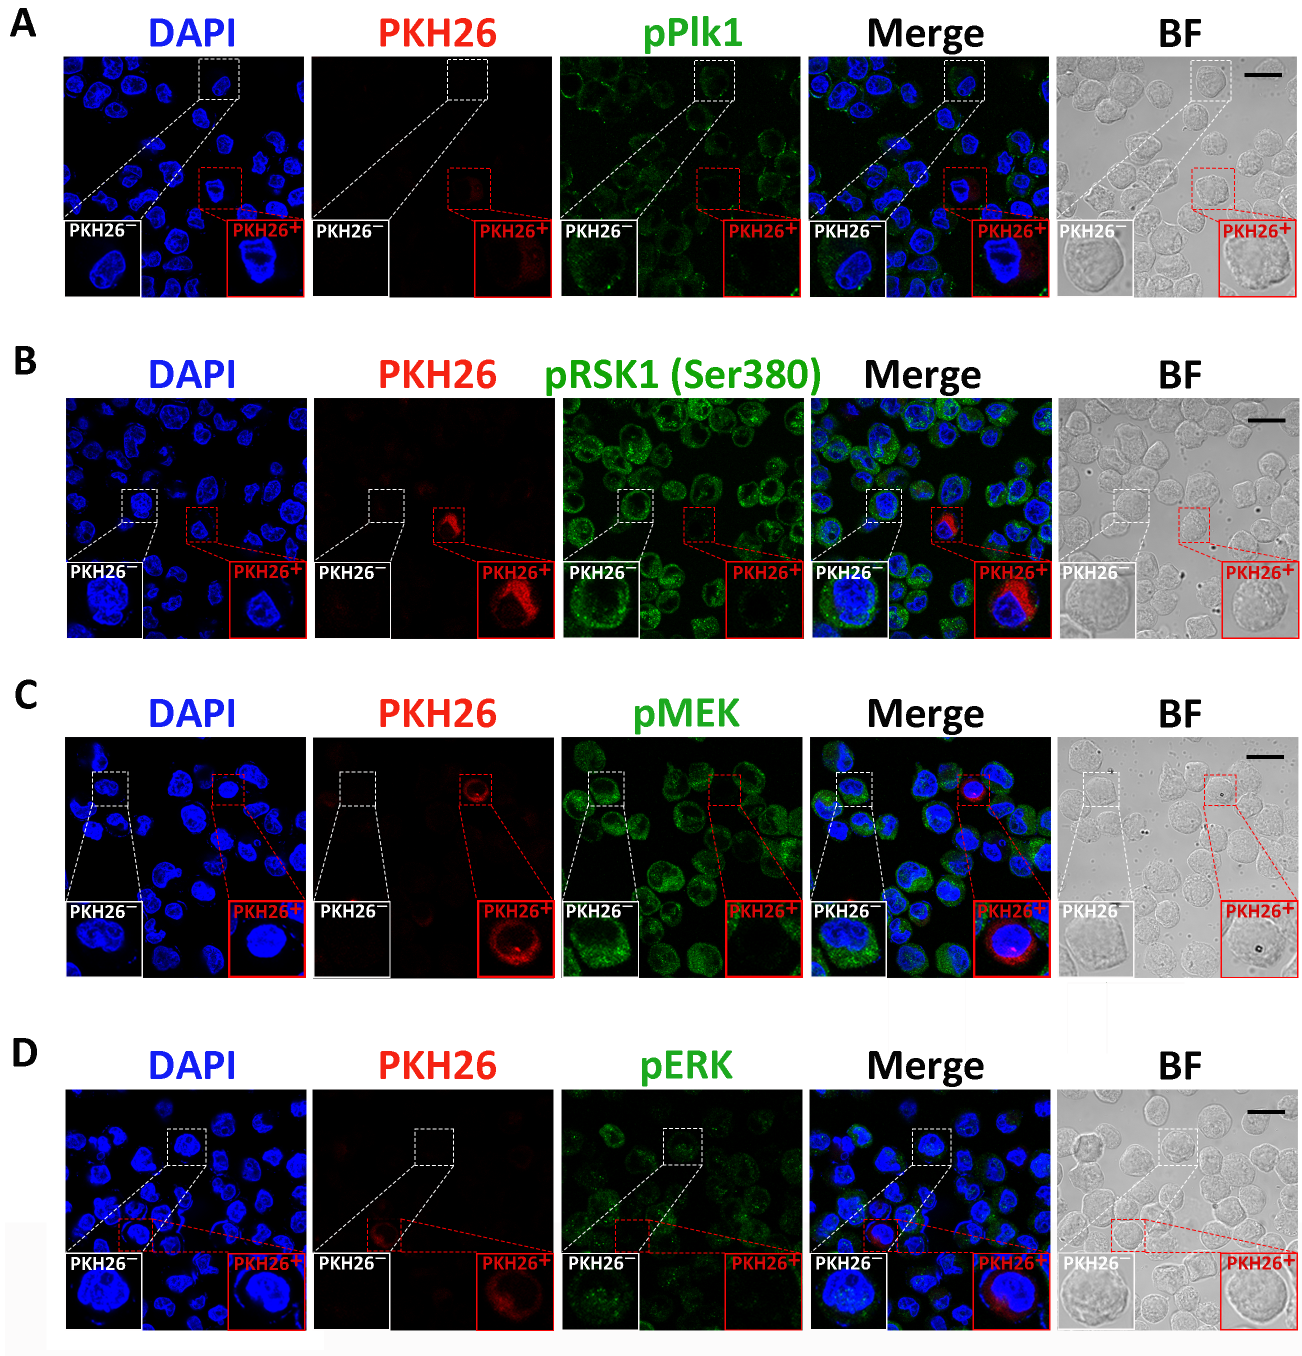 A
DAPI PKH26 pPlk1 Merge BF
PKH26− PKH26+ PKH26− PKH26+ PKH26− PKH26+ PKH26− PKH26+ PKH26− PKH26+
B
DAPI PKH26 pRSK1 (Ser380) Merge BF
PKH26− PKH26+ PKH26− PKH26+ PKH26− PKH26+ PKH26− PKH26+ PKH26− PKH26+
C
DAPI PKH26 pMEK Merge BF
PKH26− PKH26+ PKH26− PKH26+ PKH26− PKH26+ PKH26− PKH26+ PKH26− PKH26+
D
DAPI PKH26 pERK Merge BF
PKH26− PKH26+ PKH26− PKH26+ PKH26− PKH26+ PKH26− PKH26+ PKH26− PKH26+